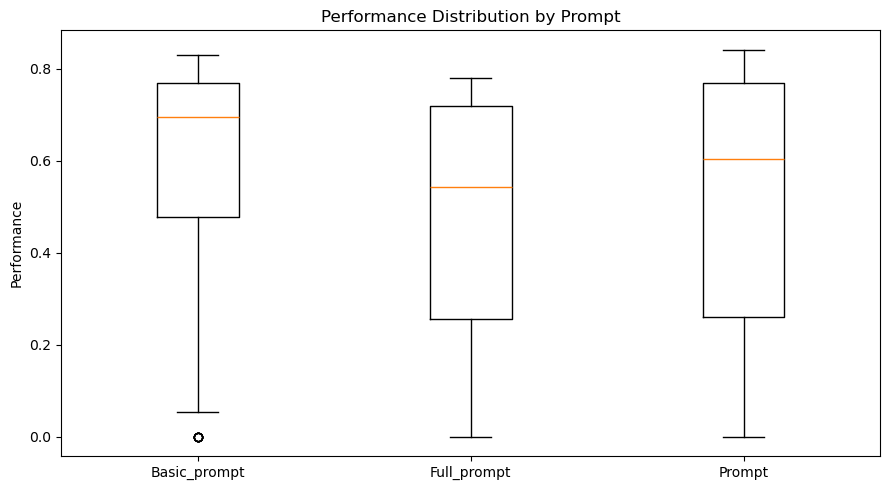 Performance Distribution by Prompt
Performance
0.8
0.6
0.4
0.2
0.0
Basic_prompt
Full_prompt
Prompt